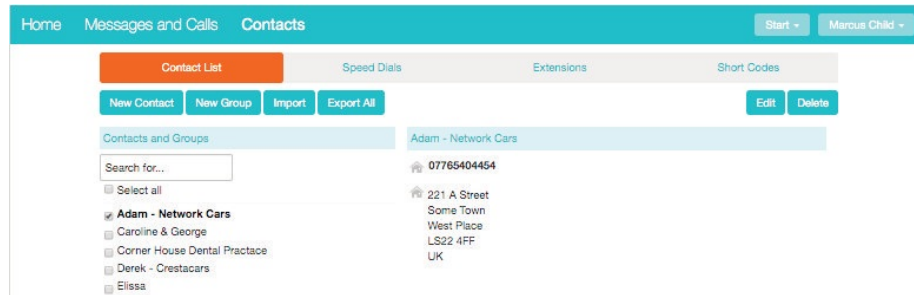 Home Messages and Calls Contacts Start Marcus Child
Contact List Speed Dials Extensions Short Codes
New Contact New Group Import Export All Edit Delete
Contacts and Groups
Search for...
Select all
Adam - Network Cars
Caroline & George
Corner House Dental Practace
Derek - Crestacars
Elissa
Adam - Network Cars
07765404454
221 A Street
Some Town
West Place
LS22 4FF
UK